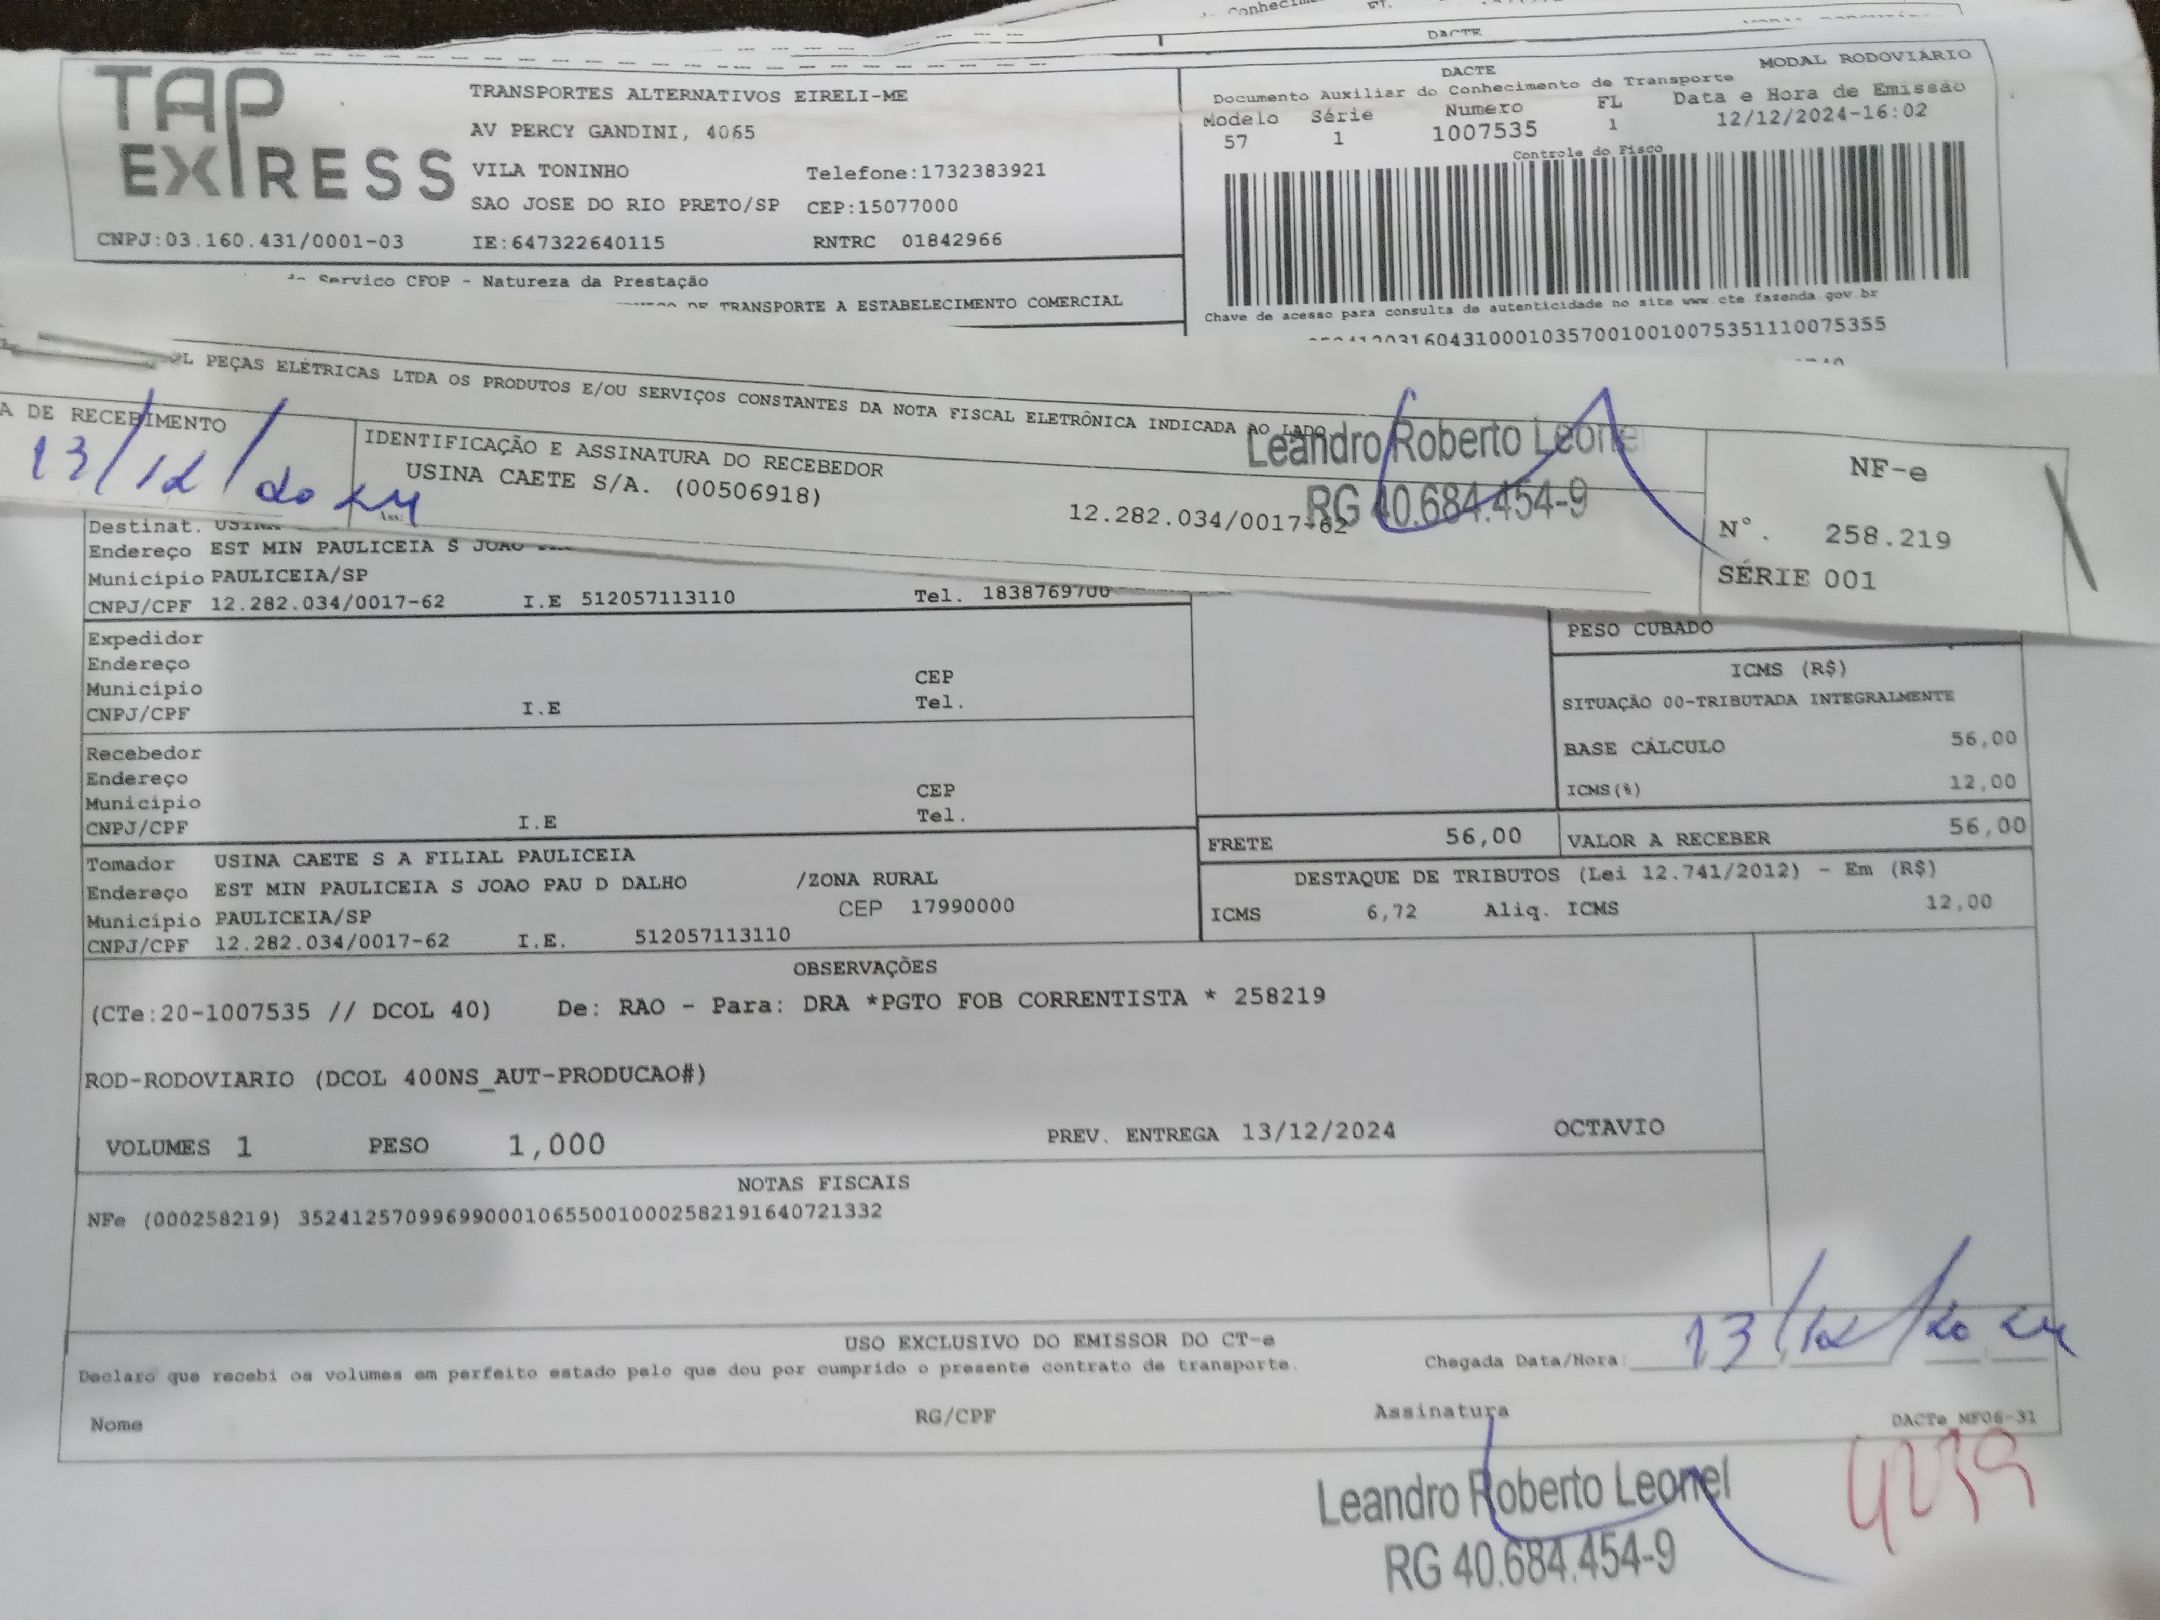 DACTE
TAP EXPRESS
TRANSPORTES ALTERNATIVOS EIRELI-ME
AV PERCY GANDINI, 4065
VILA TONINHO Telefone:1732383921
SAO JOSE DO RIO PRETO/SP CEP:15077000
CNPJ:03.160.431/0001-03 IE:647322640115 RNTRC 01842966
DACTE MODAL RODOVIÁRIO
Documento Auxiliar do Conhecimento de Transporte
Modelo Série Numero FL Data e Hora de Emissão
57 1 1007535 1 12/12/2024-16:02
Controle do Fisco
Chave de acesso para consulta de autenticidade no site www.cte.fazenda.gov.br
Serviço CFOP - Natureza da Prestação
DE TRANSPORTE A ESTABELECIMENTO COMERCIAL
PEÇAS ELÉTRICAS LTDA OS PRODUTOS E/OU SERVIÇOS CONSTANTES DA NOTA FISCAL ELETRÔNICA INDICADA AO LADO
A DE RECEBIMENTO
13/12/2024
IDENTIFICAÇÃO E ASSINATURA DO RECEBEDOR
USINA CAETE S/A. (00506918) 12.282.034/0017-62
Ass:
Leandro Roberto Leonel
RG 40.684.454-9
NF-e
Nº. 258.219
SÉRIE 001
Destinat. USINA
Endereço EST MIN PAULICEIA S JOAO
Município PAULICEIA/SP
CNPJ/CPF 12.282.034/0017-62 I.E 512057113110 Tel. 1838769700
Expedidor
Endereço
Município CEP
CNPJ/CPF I.E Tel.
Recebedor
Endereço
Município CEP
CNPJ/CPF I.E Tel.
PESO CUBADO
ICMS (R$)
SITUAÇÃO 00-TRIBUTADA INTEGRALMENTE
BASE CÁLCULO 56,00
ICMS(%) 12,00
FRETE 56,00 VALOR A RECEBER 56,00
DESTAQUE DE TRIBUTOS (Lei 12.741/2012) - Em (R$)
ICMS 6,72 Aliq. ICMS 12,00
Tomador USINA CAETE S A FILIAL PAULICEIA
Endereço EST MIN PAULICEIA S JOAO PAU D DALHO /ZONA RURAL
Município PAULICEIA/SP CEP 17990000
CNPJ/CPF 12.282.034/0017-62 I.E. 512057113110
OBSERVAÇÕES
(CTe:20-1007535 // DCOL 40) De: RAO - Para: DRA *PGTO FOB CORRENTISTA * 258219
ROD-RODOVIARIO (DCOL 400NS_AUT-PRODUCAO#)
VOLUMES 1 PESO 1,000 PREV. ENTREGA 13/12/2024 OCTAVIO
NOTAS FISCAIS
NFe (000258219) 35241257099699000106550010002582191640721332
USO EXCLUSIVO DO EMISSOR DO CT-e
Declaro que recebi os volumes em perfeito estado pelo que dou por cumprido o presente contrato de transporte.
Chegada Data/Hora: 13/12/2024
Nome RG/CPF Assinatura DACTe MF06-31
Leandro Roberto Leonel
RG 40.684.454-9
4239